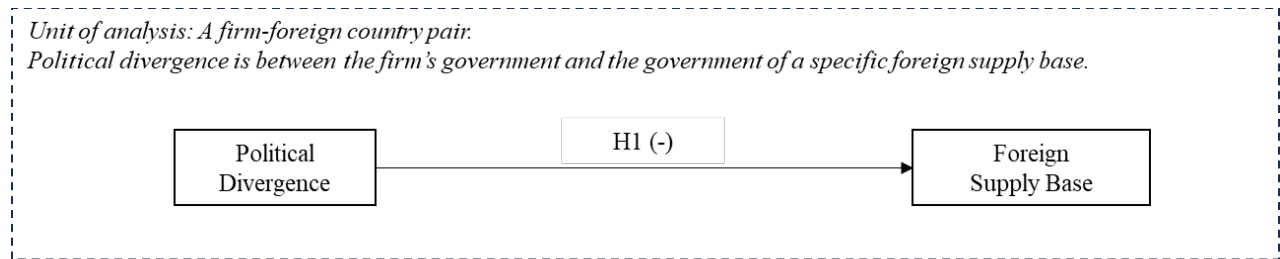 Unit of analysis: A firm-foreign country pair.
Political divergence is between the firm’s government and the government of a specific foreign supply base.
H1 (-)
Political
Divergence
Foreign
Supply Base